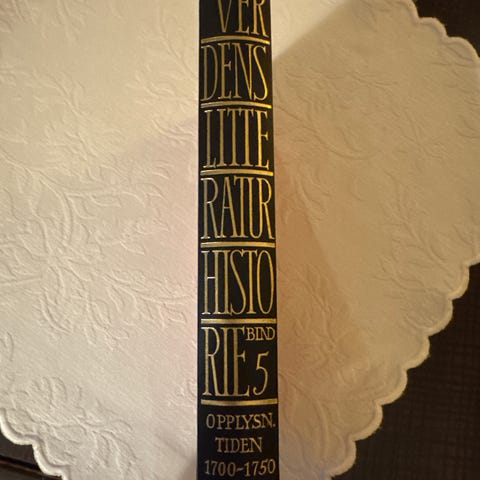 VER
DENS
LITTE
RATUR
HISTO
RIE BIND 5
OPPLYSN.
TIDEN
1700-1750